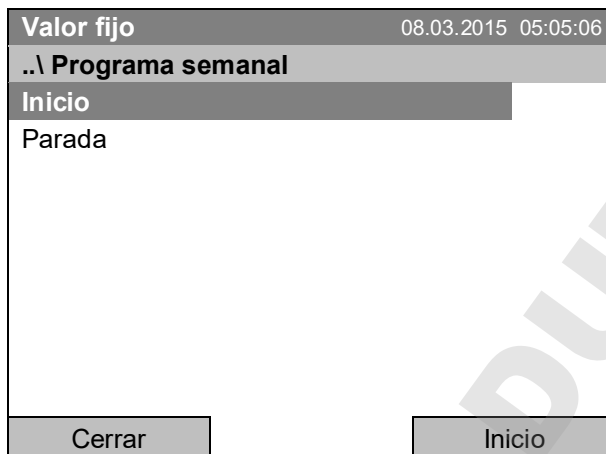 Valor fijo 08.03.2015 05:05:06
..\ Programa semanal
Inicio
Parada
Cerrar Inicio